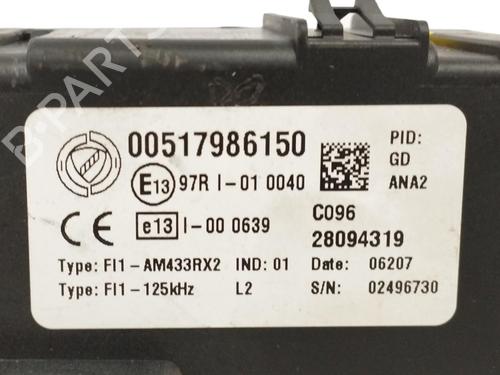 B-PARTS
00517986150
PID:
GD
ANA2
E13 97R I-01 0040
C096
CE e13 I-00 0639
28094319
Type: FI1-AM433RX2 IND: 01 Date: 06207
Type: FI1-125kHz L2 S/N: 02496730